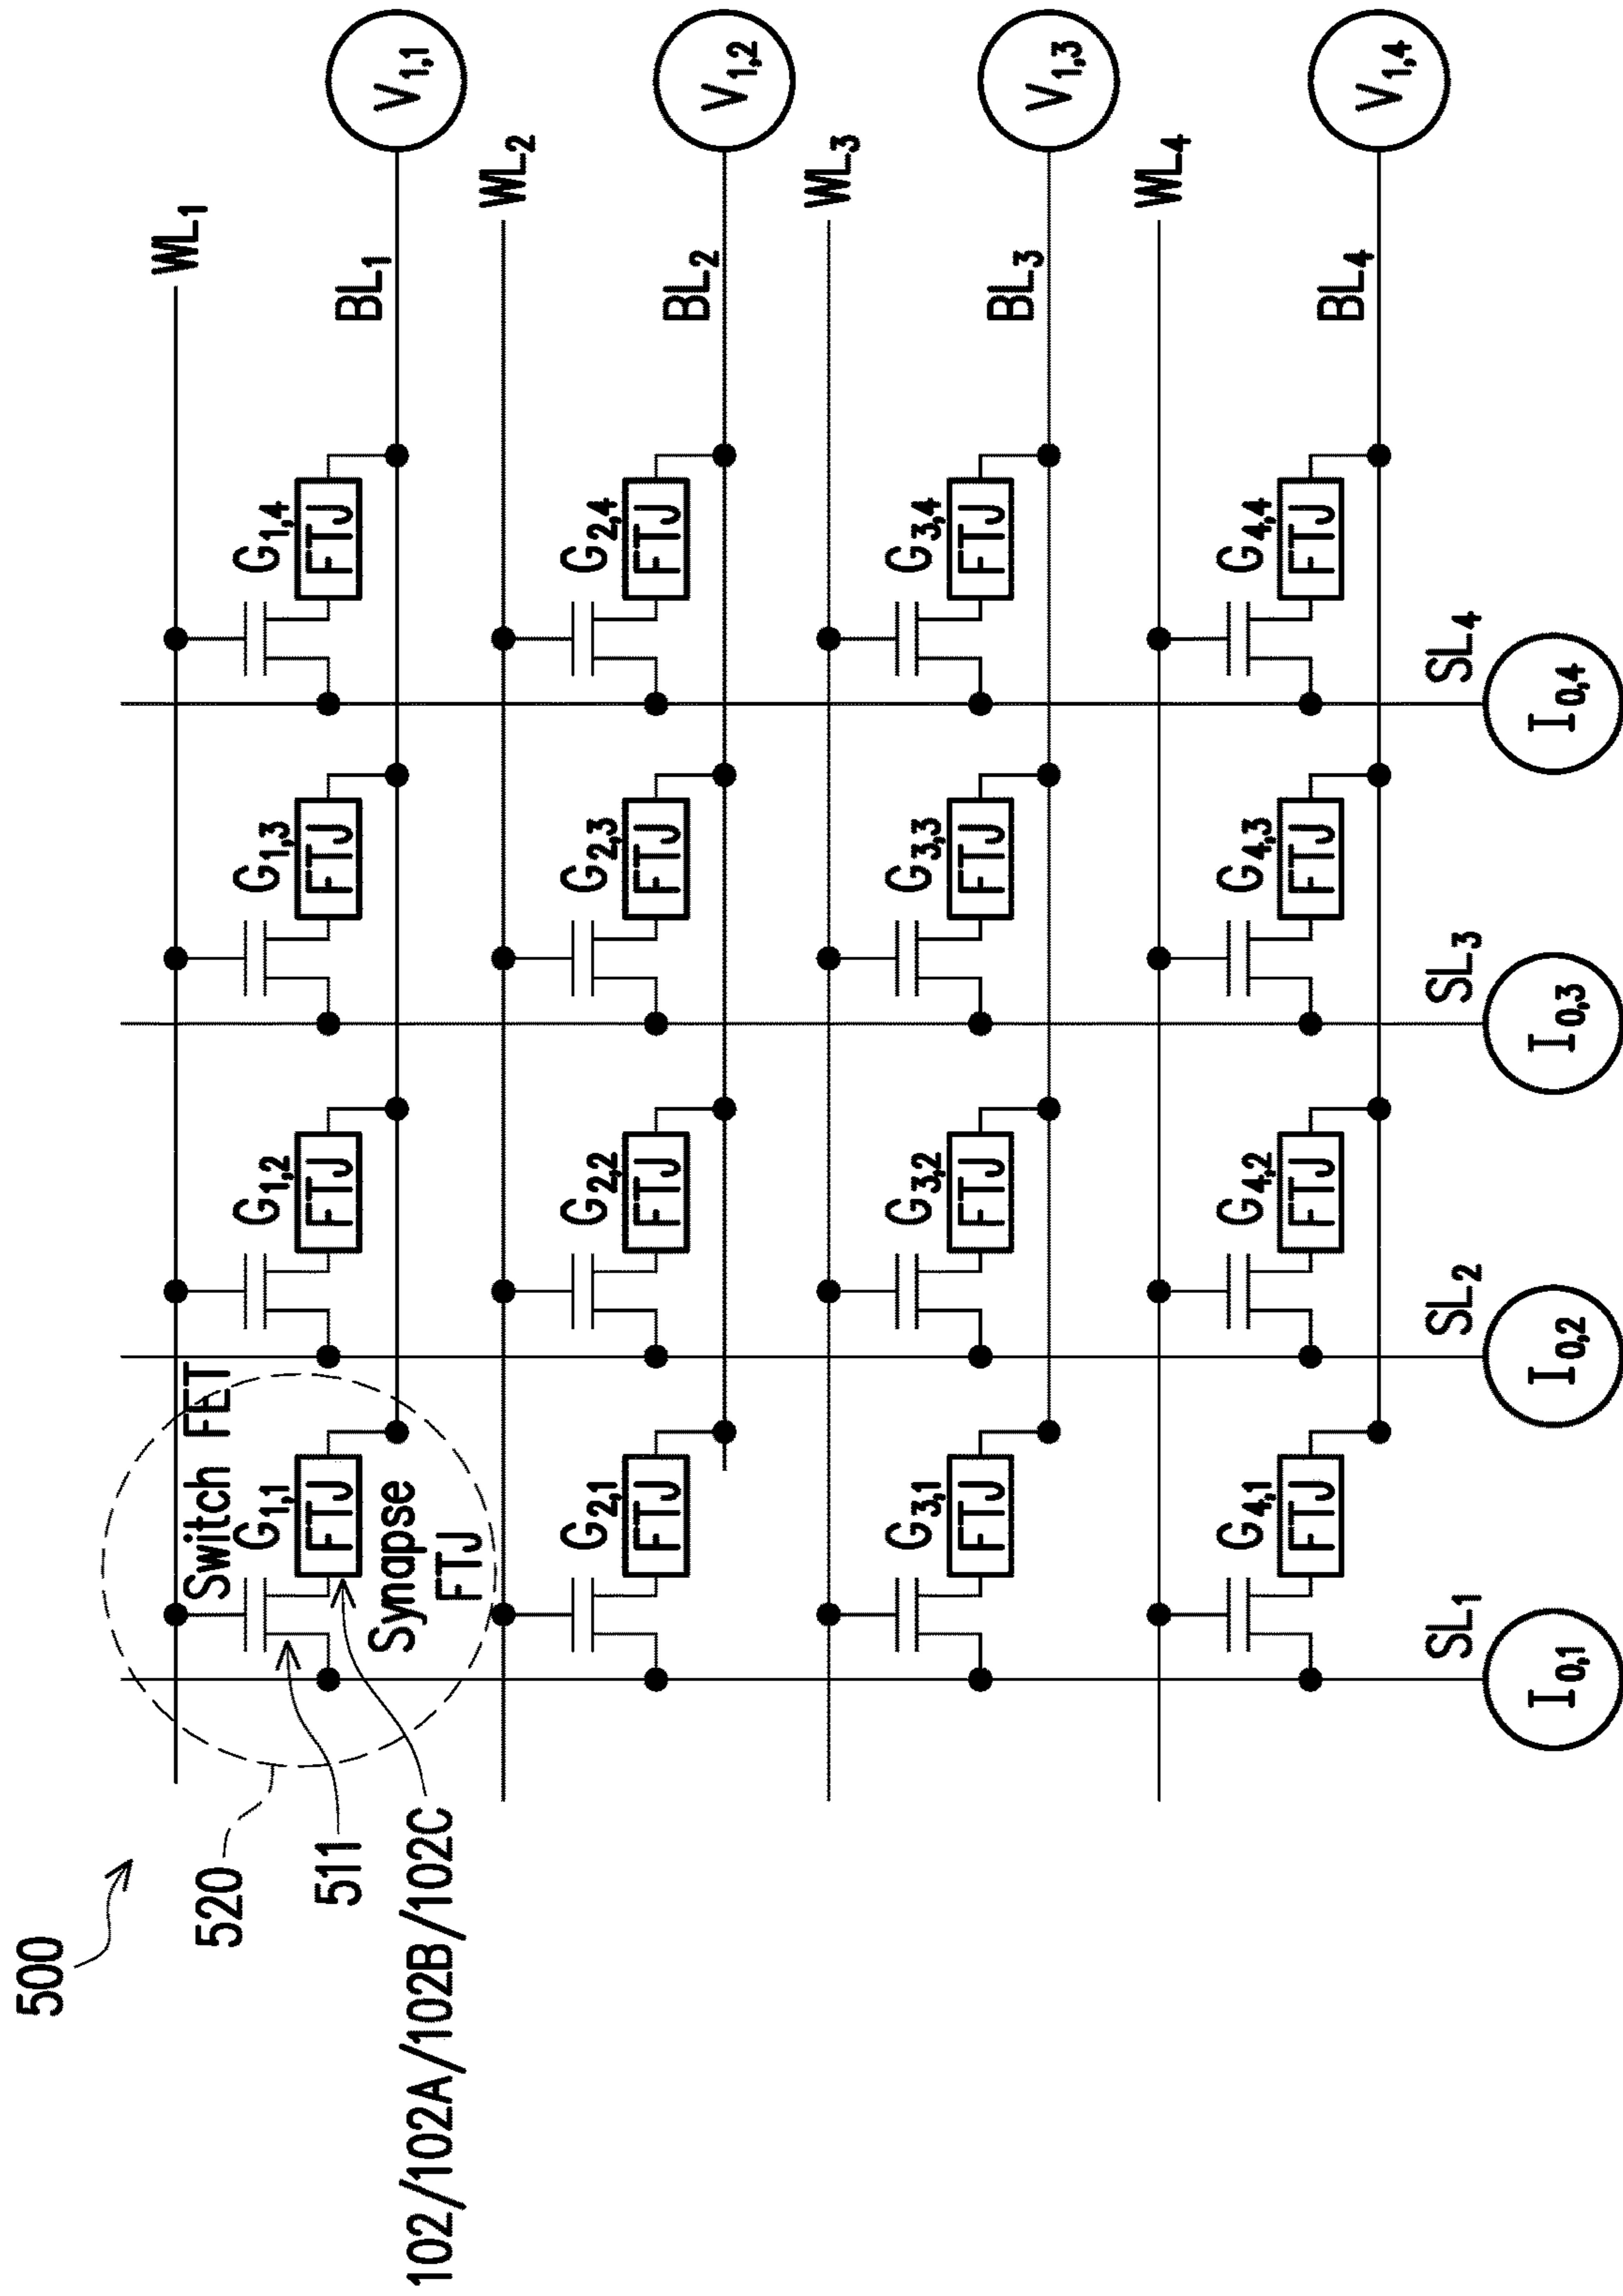 500
520
511
102/102A/102B/102C
WL1
Switch FET
G1,1
FTJ
Synapse
FTJ
G1,2
FTJ
G1,3
FTJ
G1,4
FTJ
BL1
V1,1
WL2
G2,1
FTJ
G2,2
FTJ
G2,3
FTJ
G2,4
FTJ
BL2
V1,2
WL3
G3,1
FTJ
G3,2
FTJ
G3,3
FTJ
G3,4
FTJ
BL3
V1,3
WL4
G4,1
FTJ
G4,2
FTJ
G4,3
FTJ
G4,4
FTJ
BL4
V1,4
SL1
SL2
SL3
SL4
I0,1
I0,2
I0,3
I0,4